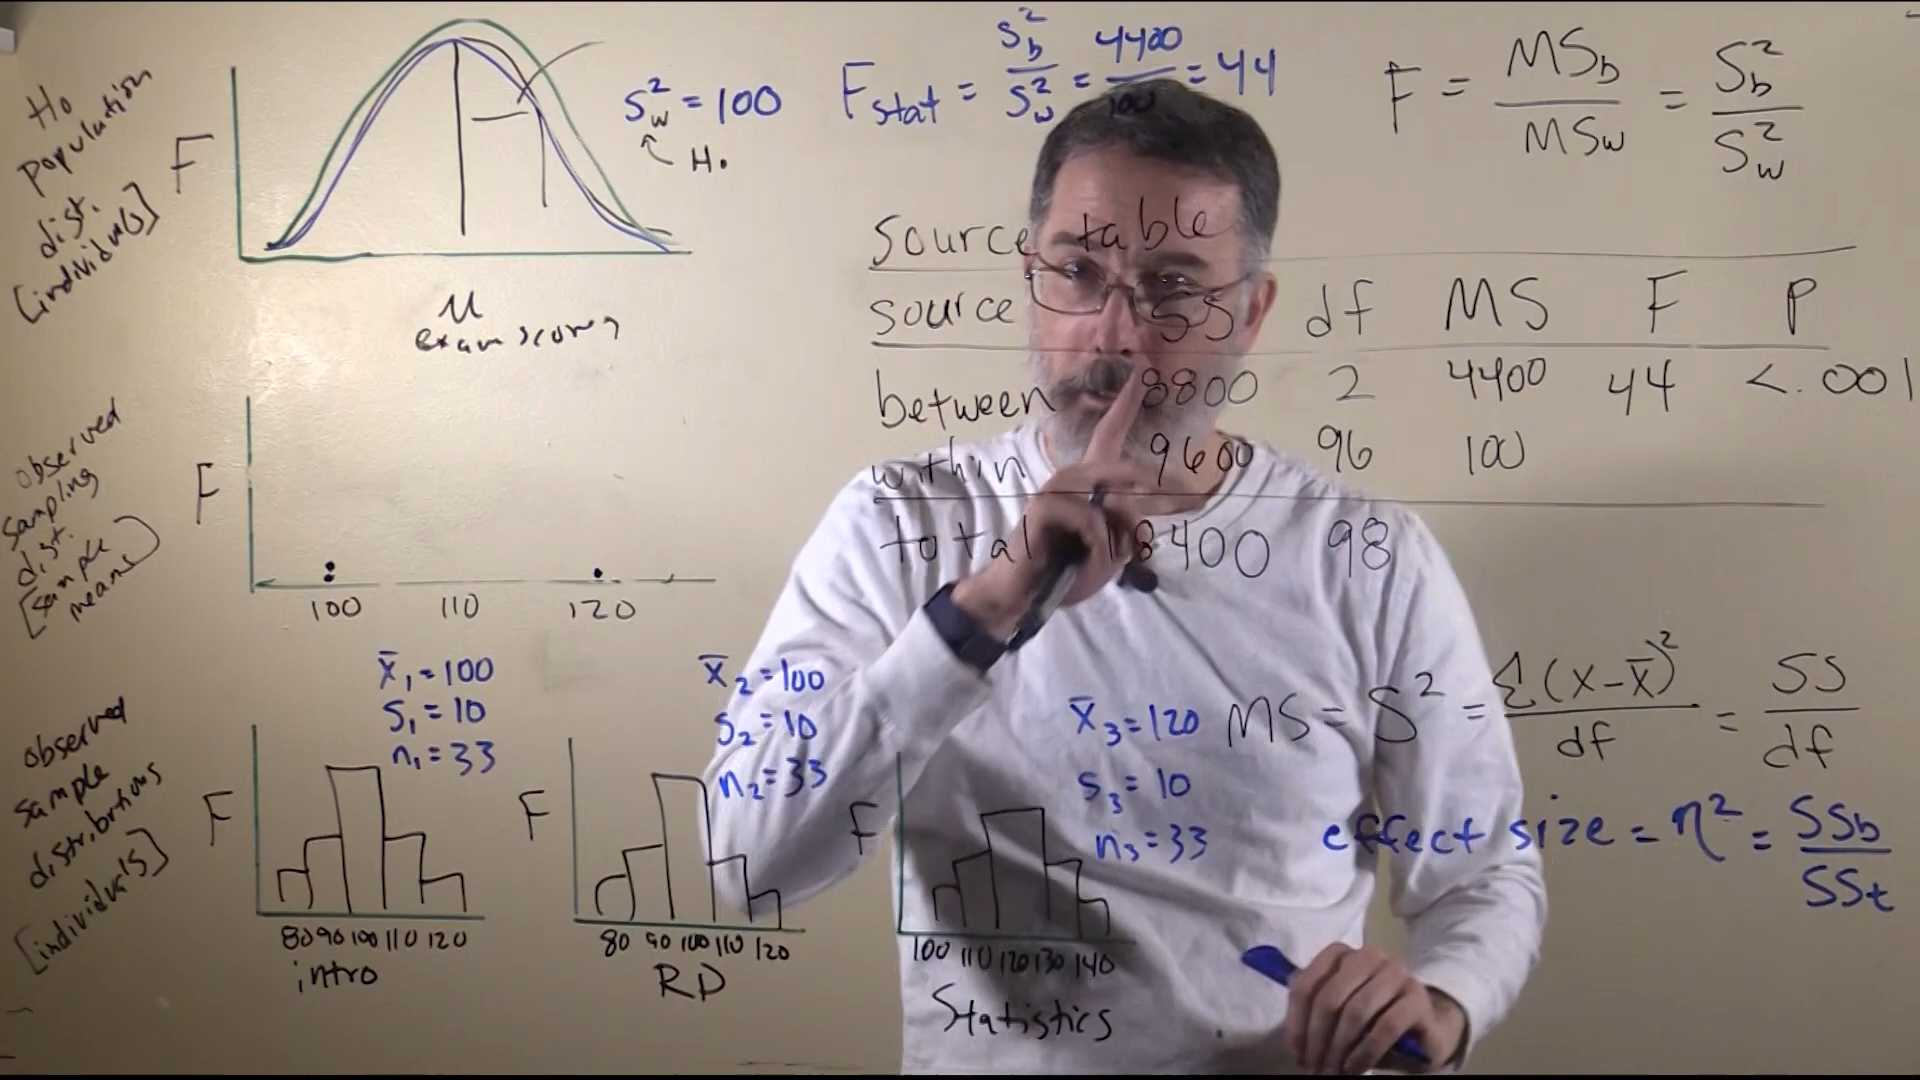 H₀
population
dist.
[individuals]
F
μ
exam scores
S²w = 100
H₀
Fstat = S²b / S²w = 4400 / 100 = 44
F = MSb / MSw = S²b / S²w
source table
source SS df MS F P
between 8800 2 4400 44 <.001
within 9600 96 100
total 18400 98
observed
sampling
dist.
[sample
means]
F
100 110 120
observed
sample
distributions
[individuals]
x̄₁ = 100
S₁ = 10
n₁ = 33
F
80 90 100 110 120
intro
x̄₂ = 100
S₂ = 10
n₂ = 33
F
80 90 100 110 120
RD
x̄₃ = 120
S₃ = 10
n₃ = 33
F
100 110 120 130 140
Statistics
MS = S² = Σ(x-x̄)² / df = SS / df
effect size = η² = SSb / SSt